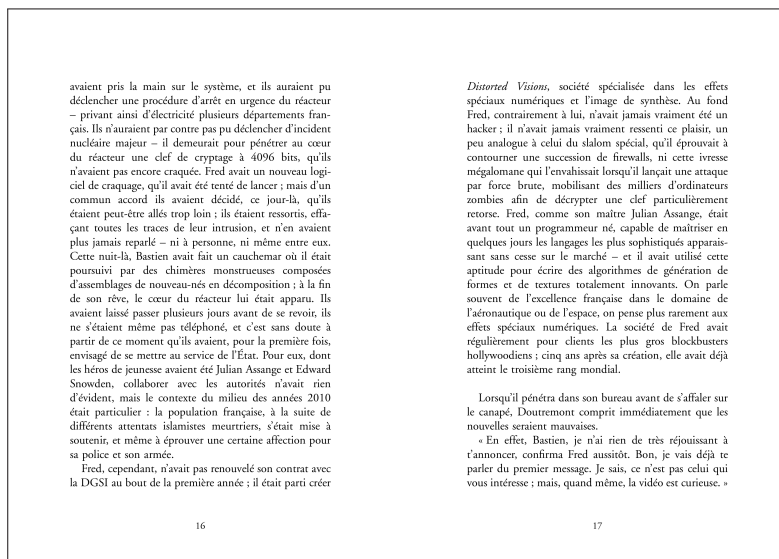 avaient pris la main sur le système, et ils auraient pu
déclencher une procédure d'arrêt en urgence du réacteur
– privant ainsi d'électricité plusieurs départements fran-
çais. Ils n'auraient par contre pas pu déclencher d'incident
nucléaire majeur – il demeurait pour pénétrer au cœur
du réacteur une clef de cryptage à 4096 bits, qu'ils
n'avaient pas encore craquée. Fred avait un nouveau logi-
ciel de craquage, qu'il avait été tenté de lancer ; mais d'un
commun accord ils avaient décidé, ce jour-là, qu'ils
étaient peut-être allés trop loin ; ils étaient ressortis, effa-
çant toutes les traces de leur intrusion, et n'en avaient
plus jamais reparlé – ni à personne, ni même entre eux.
Cette nuit-là, Bastien avait fait un cauchemar où il était
poursuivi par des chimères monstrueuses composées
d'assemblages de nouveau-nés en décomposition ; à la fin
de son rêve, le cœur du réacteur lui était apparu. Ils
avaient laissé passer plusieurs jours avant de se revoir, ils
ne s'étaient même pas téléphoné, et c'est sans doute à
partir de ce moment qu'ils avaient, pour la première fois,
envisagé de se mettre au service de l'État. Pour eux, dont
les héros de jeunesse avaient été Julian Assange et Edward
Snowden, collaborer avec les autorités n'avait rien
d'évident, mais le contexte du milieu des années 2010
était particulier : la population française, à la suite de
différents attentats islamistes meurtriers, s'était mise à
soutenir, et même à éprouver une certaine affection pour
sa police et son armée.
Fred, cependant, n'avait pas renouvelé son contrat avec
la DGSI au bout de la première année ; il était parti créer
16
Distorted Visions, société spécialisée dans les effets
spéciaux numériques et l'image de synthèse. Au fond
Fred, contrairement à lui, n'avait jamais vraiment été un
hacker ; il n'avait jamais vraiment ressenti ce plaisir, un
peu analogue à celui du slalom spécial, qu'il éprouvait à
contourner une succession de firewalls, ni cette ivresse
mégalomane qui l'envahissait lorsqu'il lançait une attaque
par force brute, mobilisant des milliers d'ordinateurs
zombies afin de décrypter une clef particulièrement
retorse. Fred, comme son maître Julian Assange, était
avant tout un programmeur né, capable de maîtriser en
quelques jours les langages les plus sophistiqués apparais-
sant sans cesse sur le marché – et il avait utilisé cette
aptitude pour écrire des algorithmes de génération de
formes et de textures totalement innovants. On parle
souvent de l'excellence française dans le domaine de
l'aéronautique ou de l'espace, on pense plus rarement aux
effets spéciaux numériques. La société de Fred avait
régulièrement pour clients les plus gros blockbusters
hollywoodiens ; cinq ans après sa création, elle avait déjà
atteint le troisième rang mondial.
Lorsqu'il pénétra dans son bureau avant de s'affaler sur
le canapé, Doutremont comprit immédiatement que les
nouvelles seraient mauvaises.
« En effet, Bastien, je n'ai rien de très réjouissant à
t'annoncer, confirma Fred aussitôt. Bon, je vais déjà te
parler du premier message. Je sais, ce n'est pas celui qui
vous intéresse ; mais, quand même, la vidéo est curieuse. »
17